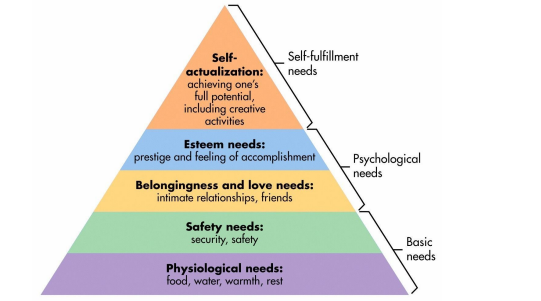 Self-
actualization:
achieving one's
full potential,
including creative
activities
Self-fulfillment
needs
Esteem needs:
prestige and feeling of accomplishment
Psychological
needs
Belongingness and love needs:
intimate relationships, friends
Safety needs:
security, safety
Basic
needs
Physiological needs:
food, water, warmth, rest